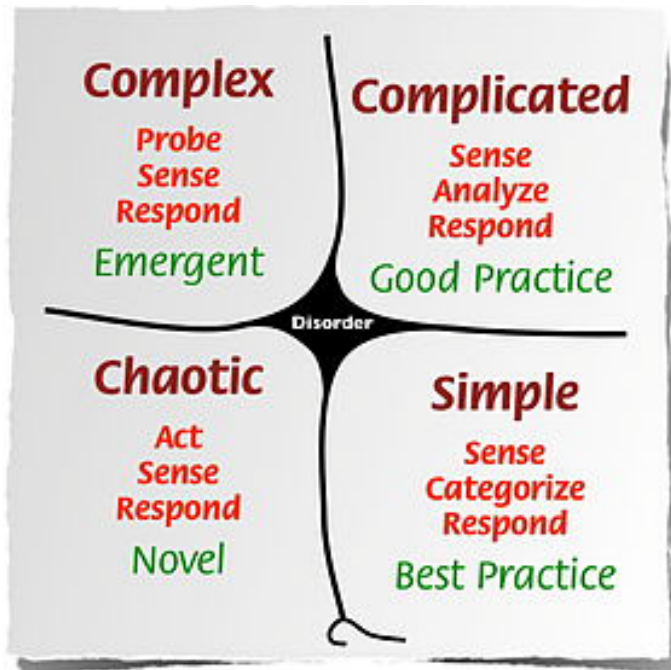 Complex
Probe
Sense
Respond
Emergent
Complicated
Sense
Analyze
Respond
Good Practice
Disorder
Chaotic
Act
Sense
Respond
Novel
Simple
Sense
Categorize
Respond
Best Practice